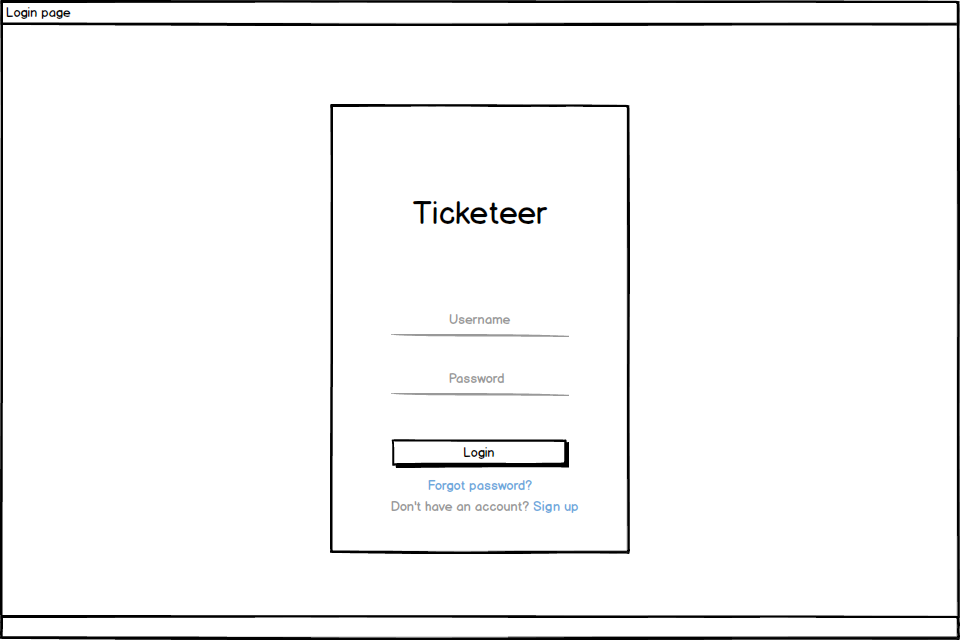 Login page
Ticketeer
Username
Password
Login
Forgot password?
Don't have an account? Sign up